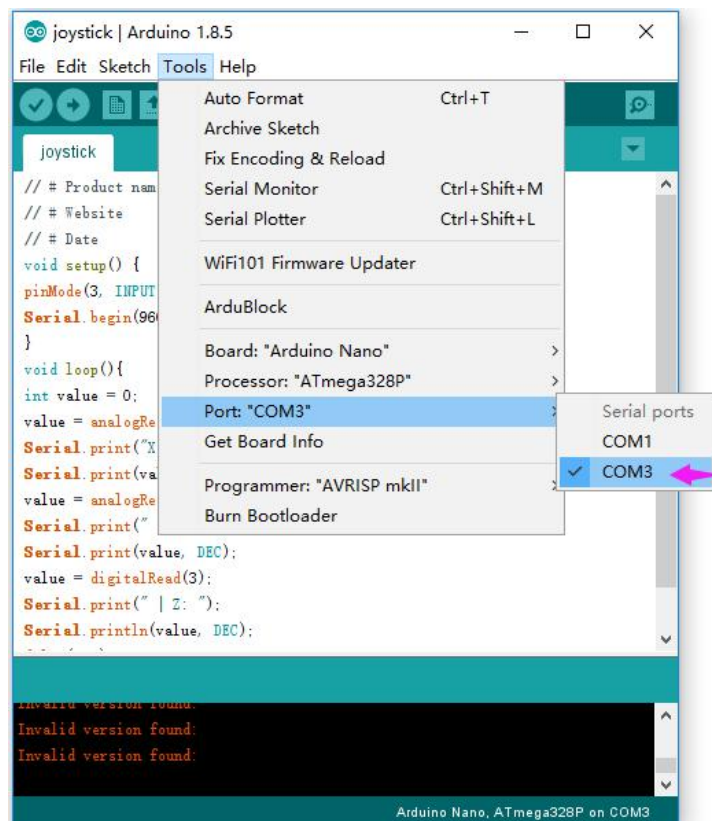 joystick | Arduino 1.8.5
File Edit Sketch Tools Help
joystick
// # Product nam
// # Website
// # Date
void setup() {
pinMode(3, INPUT
Serial.begin(960
}
void loop(){
int value = 0;
value = analogRe
Serial.print("X
Serial.print(va
value = analogRe
Serial.print("
Serial.print(value, DEC);
value = digitalRead(3);
Serial.print(" | Z: ");
Serial.println(value, DEC);
Auto Format Ctrl+T
Archive Sketch
Fix Encoding & Reload
Serial Monitor Ctrl+Shift+M
Serial Plotter Ctrl+Shift+L
WiFi101 Firmware Updater
ArduBlock
Board: "Arduino Nano"
Processor: "ATmega328P"
Port: "COM3"
Get Board Info
Programmer: "AVRISP mkII"
Burn Bootloader
Serial ports
COM1
COM3
Invalid version found:
Invalid version found:
Invalid version found:
Arduino Nano, ATmega328P on COM3